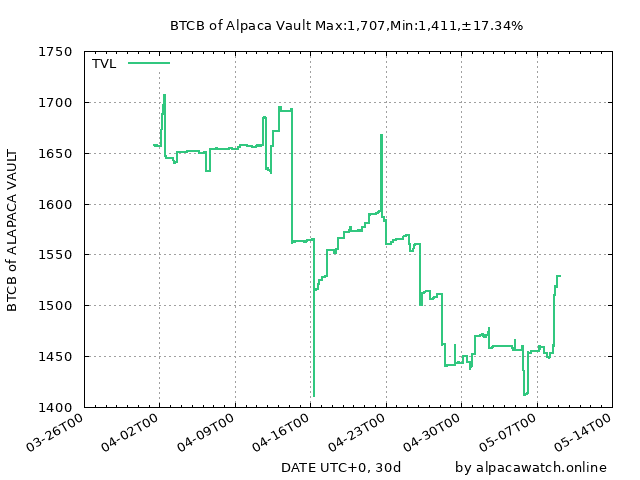 BTCB of Alpaca Vault Max:1,707,Min:1,411,±17.34%
TVL
BTCB of ALAPACA VAULT
1750
1700
1650
1600
1550
1500
1450
1400
03-26T00
04-02T00
04-09T00
04-16T00
04-23T00
04-30T00
05-07T00
05-14T00
DATE UTC+0, 30d
by alpacawatch.online